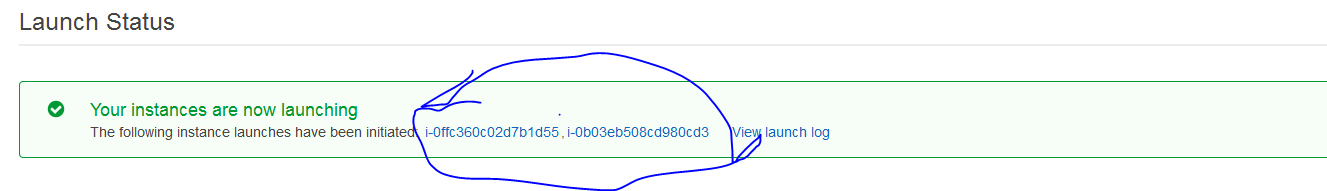 Launch Status
Your instances are now launching
The following instance launches have been initiated: i-0ffc360c02d7b1d55, i-0b03eb508cd980cd3 View launch log